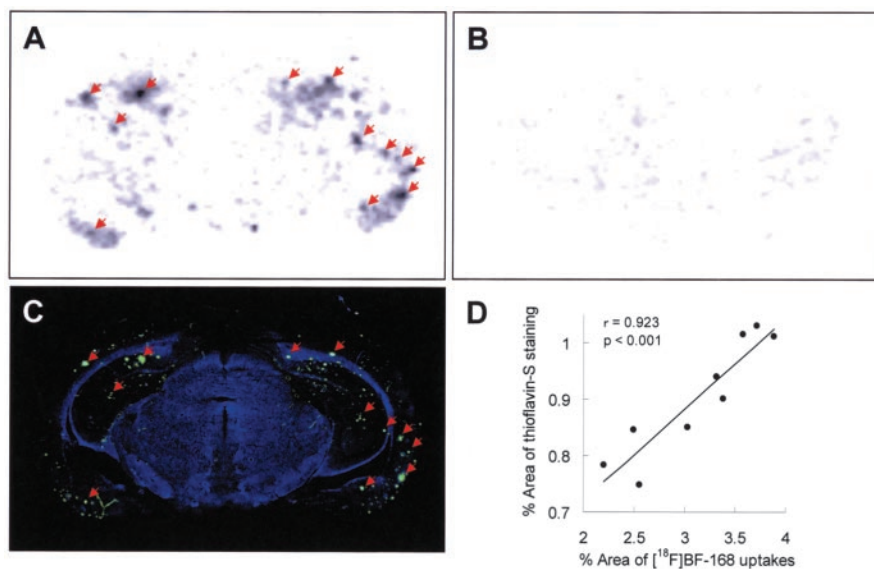 A
B
C
D
r = 0.923
p < 0.001
% Area of thioflavin-S staining
1
0.9
0.8
0.7
2
2.5
3
3.5
4
% Area of [¹⁸F]BF-168 uptakes